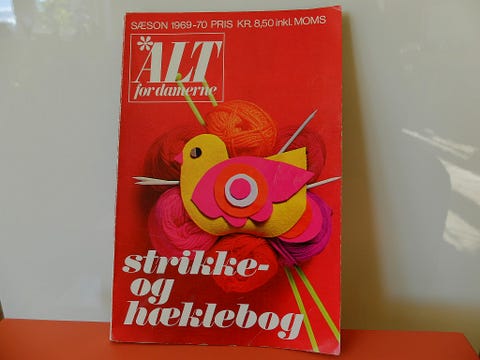 SÆSON 1969-70 PRIS KR. 8,50 inkl. MOMS
*ALT
for damerne
strikke-
og
hæklebog